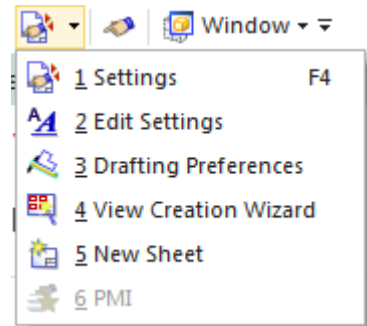 Window
1 Settings F4
2 Edit Settings
3 Drafting Preferences
4 View Creation Wizard
5 New Sheet
6 PMI